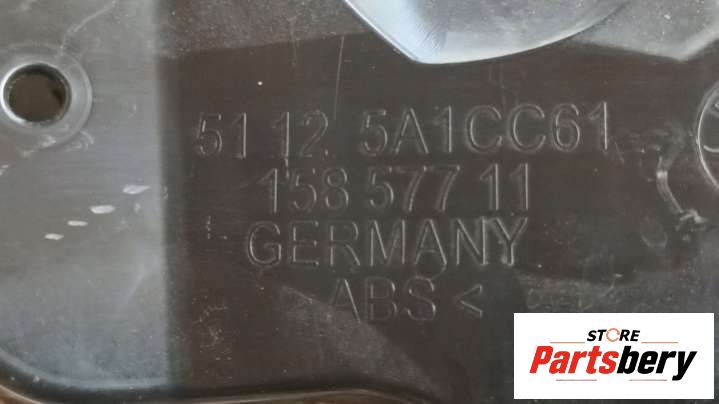 51 12 5A1CC61
158 577 11
GERMANY
ABS <
STORE
Partsbery